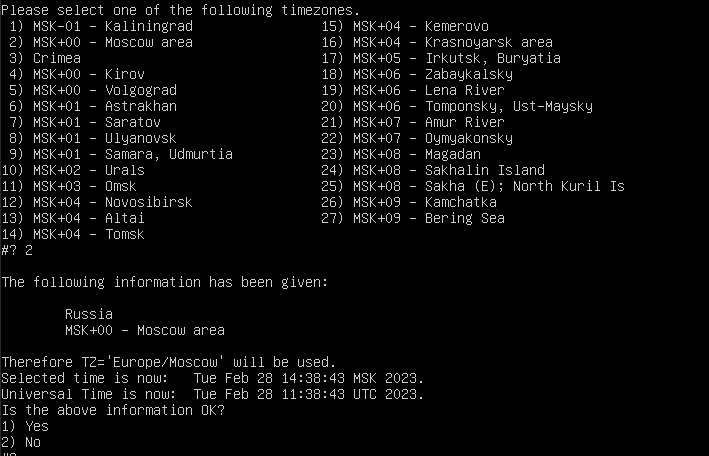 Please select one of the following timezones.
 1) MSK-01 - Kaliningrad           15) MSK+04 - Kemerovo
 2) MSK+00 - Moscow area           16) MSK+04 - Krasnoyarsk area
 3) Crimea                         17) MSK+05 - Irkutsk, Buryatia
 4) MSK+00 - Kirov                 18) MSK+06 - Zabaykalsky
 5) MSK+00 - Volgograd             19) MSK+06 - Lena River
 6) MSK+01 - Astrakhan             20) MSK+06 - Tomponsky, Ust-Maysky
 7) MSK+01 - Saratov               21) MSK+07 - Amur River
 8) MSK+01 - Ulyanovsk             22) MSK+07 - Oymyakonsky
 9) MSK+01 - Samara, Udmurtia      23) MSK+08 - Magadan
10) MSK+02 - Urals                 24) MSK+08 - Sakhalin Island
11) MSK+03 - Omsk                  25) MSK+08 - Sakha (E); North Kuril Is
12) MSK+04 - Novosibirsk           26) MSK+09 - Kamchatka
13) MSK+04 - Altai                 27) MSK+09 - Bering Sea
14) MSK+04 - Tomsk
#? 2
The following information has been given:
Russia
MSK+00 - Moscow area
Therefore TZ='Europe/Moscow' will be used.
Selected time is now:   Tue Feb 28 14:38:43 MSK 2023.
Universal Time is now:  Tue Feb 28 11:38:43 UTC 2023.
Is the above information OK?
1) Yes
2) No